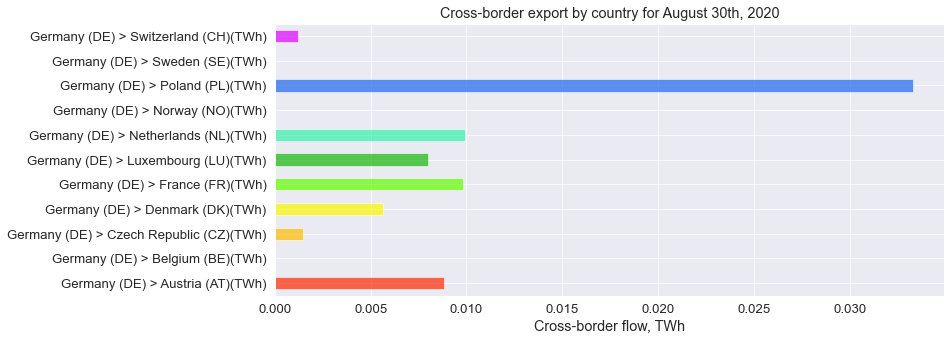 Cross-border export by country for August 30th, 2020
Germany (DE) > Switzerland (CH)(TWh)
Germany (DE) > Sweden (SE)(TWh)
Germany (DE) > Poland (PL)(TWh)
Germany (DE) > Norway (NO)(TWh)
Germany (DE) > Netherlands (NL)(TWh)
Germany (DE) > Luxembourg (LU)(TWh)
Germany (DE) > France (FR)(TWh)
Germany (DE) > Denmark (DK)(TWh)
Germany (DE) > Czech Republic (CZ)(TWh)
Germany (DE) > Belgium (BE)(TWh)
Germany (DE) > Austria (AT)(TWh)
0.000 0.005 0.010 0.015 0.020 0.025 0.030
Cross-border flow, TWh